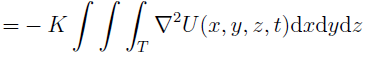 = − K ∫ ∫ ∫_T ∇²U(x, y, z, t)dxdydz